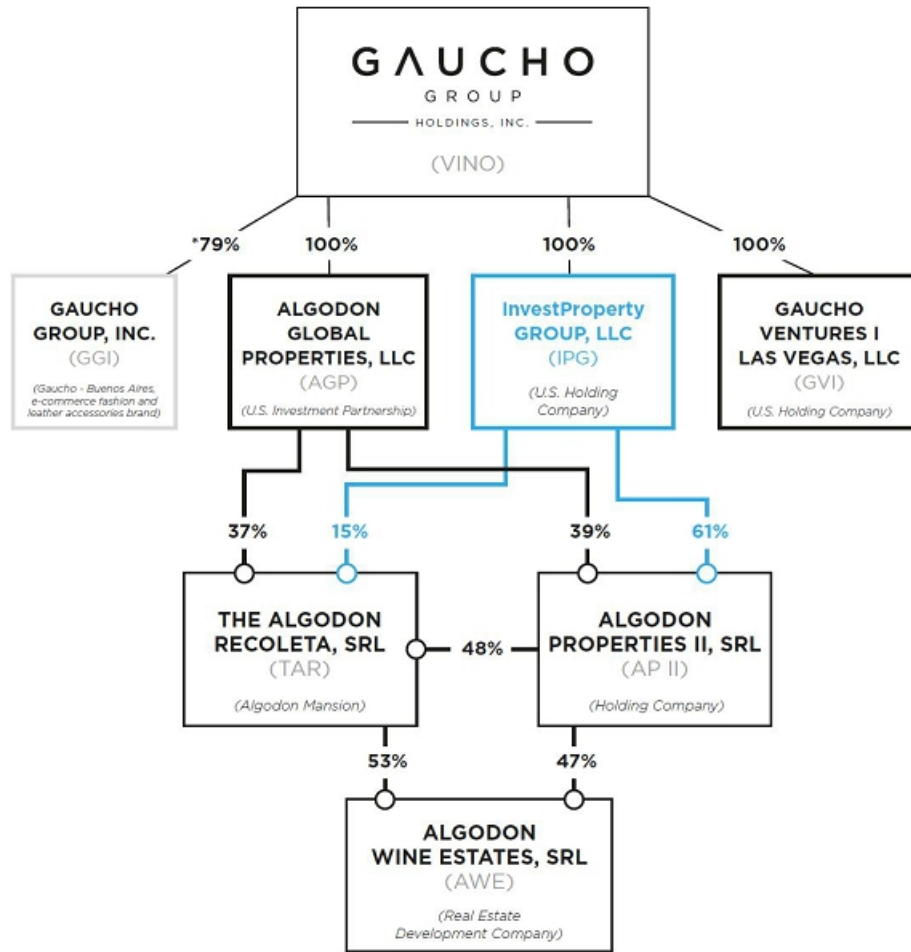 GAUCHO
GROUP
HOLDINGS, INC.
(VINO)
*79%
100%
100%
100%
GAUCHO
GROUP, INC.
(GGI)
(Gaucho - Buenos Aires,
e-commerce fashion and
leather accessories brand)
ALGODON
GLOBAL
PROPERTIES, LLC
(AGP)
(U.S. Investment Partnership)
InvestProperty
GROUP, LLC
(IPG)
(U.S. Holding
Company)
GAUCHO
VENTURES I
LAS VEGAS, LLC
(GVI)
(U.S. Holding Company)
37%
15%
39%
61%
THE ALGODON
RECOLETA, SRL
(TAR)
(Algodon Mansion)
48%
ALGODON
PROPERTIES II, SRL
(AP II)
(Holding Company)
53%
47%
ALGODON
WINE ESTATES, SRL
(AWE)
(Real Estate
Development Company)